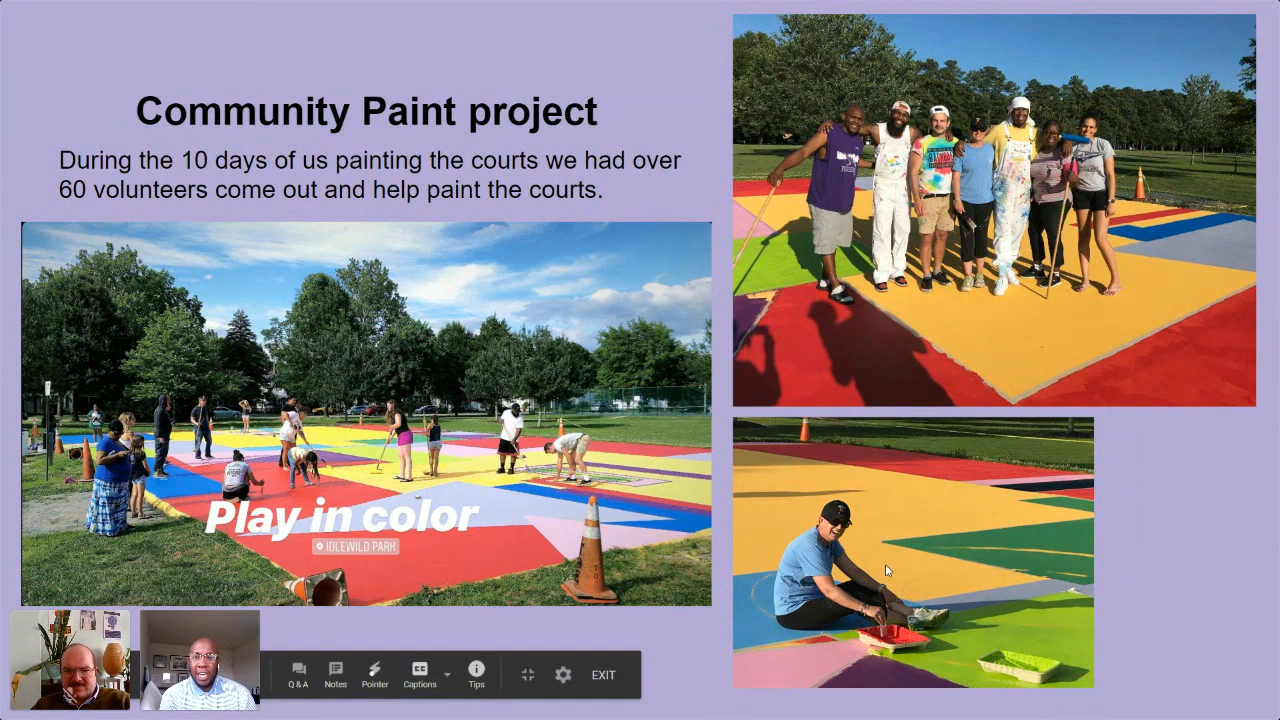 Community Paint project
During the 10 days of us painting the courts we had over
60 volunteers come out and help paint the courts.
Play in color
IDLEWILD PARK
Q & A
Notes
Pointer
Captions
Tips
EXIT